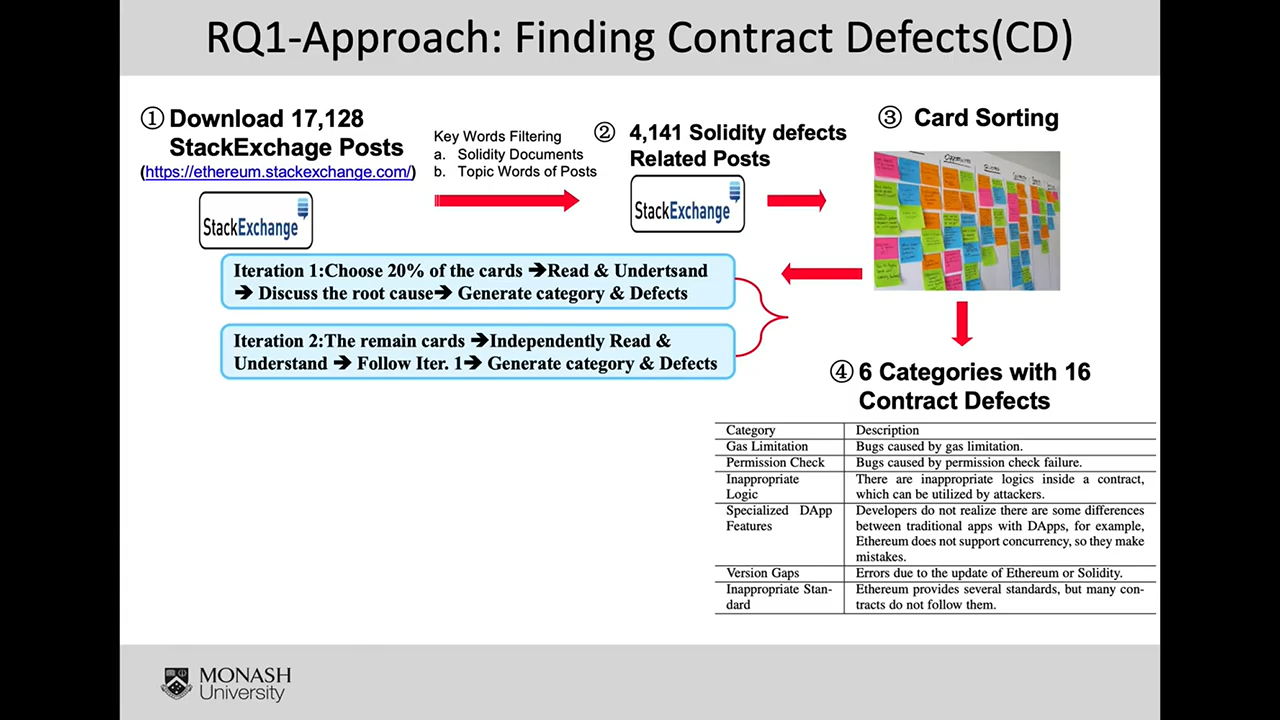 RQ1-Approach: Finding Contract Defects(CD)
① Download 17,128
StackExchage Posts
(https://ethereum.stackexchange.com/)
StackExchange
Key Words Filtering
a. Solidity Documents
b. Topic Words of Posts
② 4,141 Solidity defects
Related Posts
StackExchange
③ Card Sorting
Iteration 1:Choose 20% of the cards ➔Read & Undertsand
➔ Discuss the root cause➔ Generate category & Defects
Iteration 2:The remain cards ➔Independently Read &
Understand ➔ Follow Iter. 1➔ Generate category & Defects
④ 6 Categories with 16
Contract Defects
Category Description
Gas Limitation Bugs caused by gas limitation.
Permission Check Bugs caused by permission check failure.
Inappropriate There are inappropriate logics inside a contract,
Logic which can be utilized by attackers.
Specialized DApp Developers do not realize there are some differences
Features between traditional apps with DApps, for example,
Ethereum does not support concurrency, so they make
mistakes.
Version Gaps Errors due to the update of Ethereum or Solidity.
Inappropriate Stan- Ethereum provides several standards, but many con-
dard tracts do not follow them.
MONASH
University